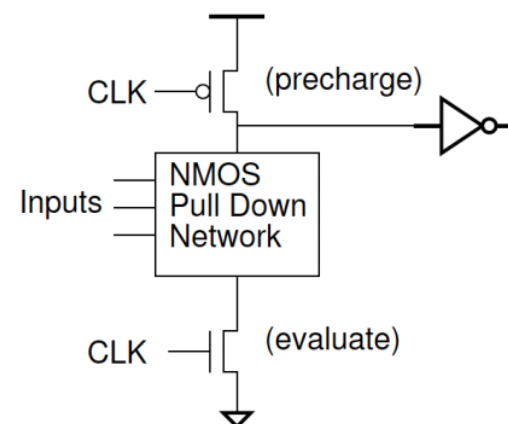 CLK
(precharge)
NMOS
Inputs
Pull Down
Network
CLK
(evaluate)